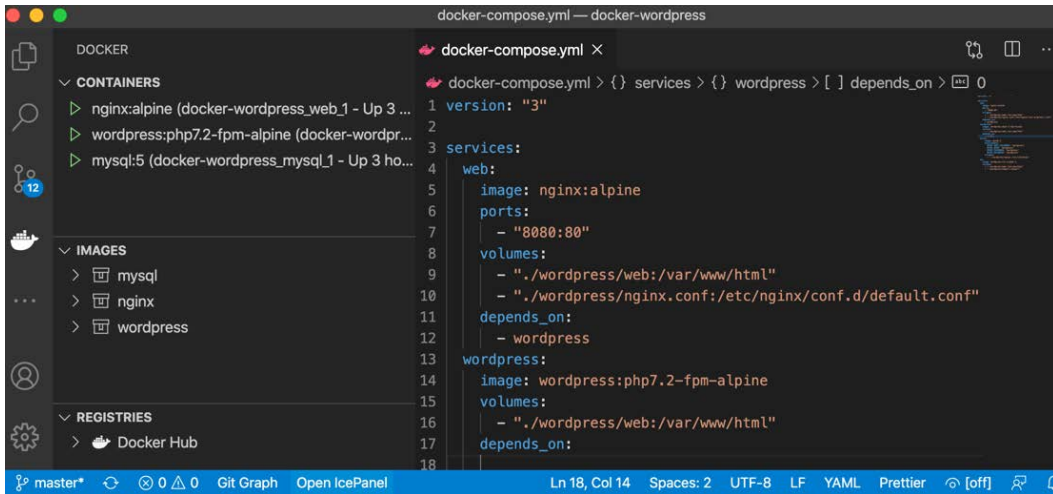 docker-compose.yml — docker-wordpress
DOCKER
CONTAINERS
nginx:alpine (docker-wordpress_web_1 - Up 3 ...
wordpress:php7.2-fpm-alpine (docker-wordpr...
mysql:5 (docker-wordpress_mysql_1 - Up 3 ho...
12
IMAGES
mysql
nginx
wordpress
REGISTRIES
Docker Hub
docker-compose.yml
docker-compose.yml > {} services > {} wordpress > [ ] depends_on > abc 0
1 version: "3"
2
3 services:
4   web:
5     image: nginx:alpine
6     ports:
7       - "8080:80"
8     volumes:
9       - "./wordpress/web:/var/www/html"
10       - "./wordpress/nginx.conf:/etc/nginx/conf.d/default.conf"
11     depends_on:
12       - wordpress
13   wordpress:
14     image: wordpress:php7.2-fpm-alpine
15     volumes:
16       - "./wordpress/web:/var/www/html"
17     depends_on:
18
master* 0 0 Git Graph Open IcePanel Ln 18, Col 14 Spaces: 2 UTF-8 LF YAML Prettier [off]